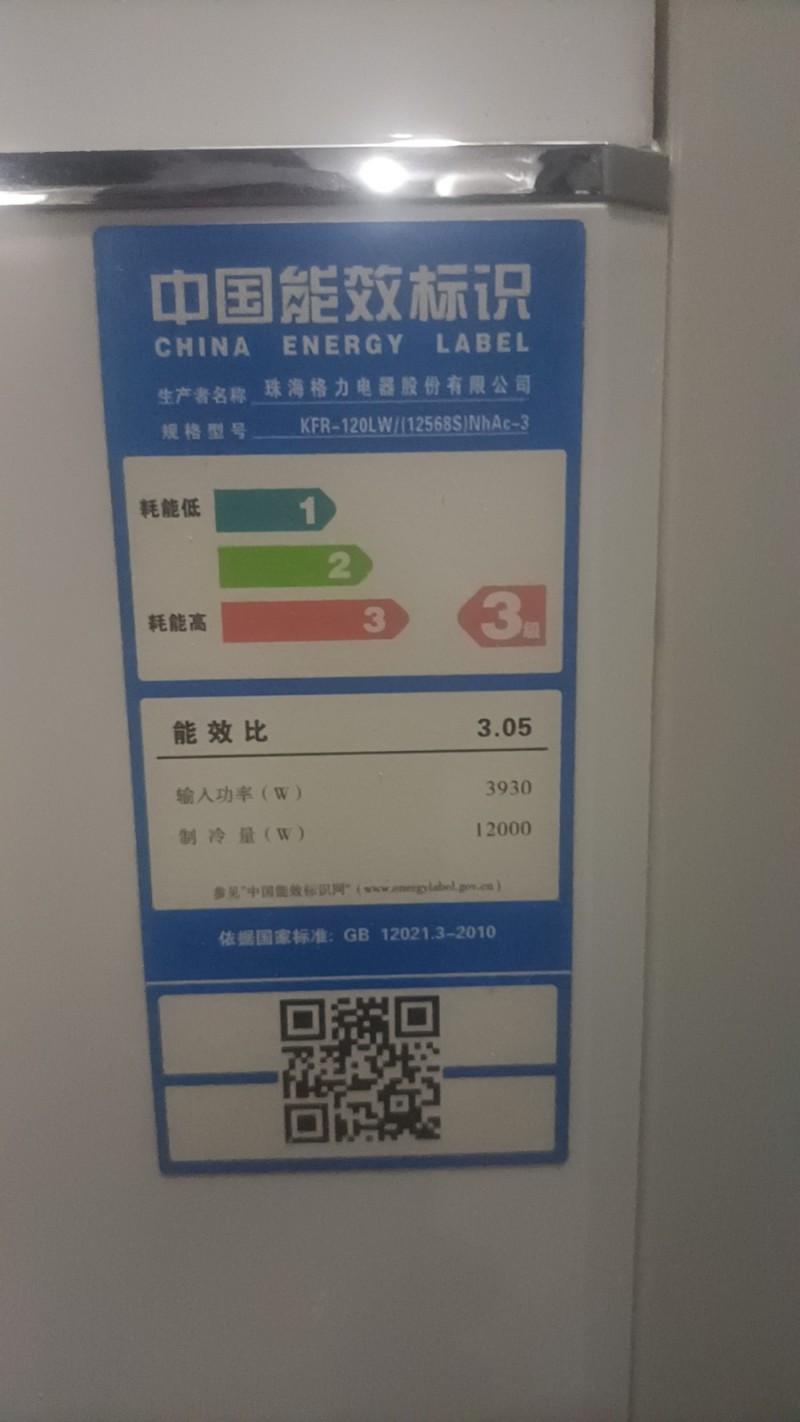 中国能效标识
CHINA ENERGY LABEL
生产者名称 珠海格力电器股份有限公司
规格型号 KFR-120LW/(12568S)NhAc-3
耗能低 1
2
耗能高 3 3级
能效比 3.05
输入功率(W) 3930
制冷量(W) 12000
参见"中国能效标识网"(www.energylabel.gov.cn)
依据国家标准: GB 12021.3-2010